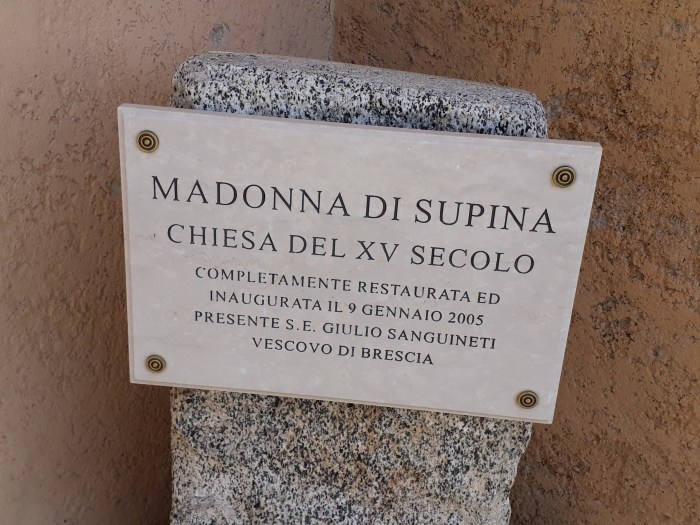 MADONNA DI SUPINA
CHIESA DEL XV SECOLO
COMPLETAMENTE RESTAURATA ED
INAUGURATA IL 9 GENNAIO 2005
PRESENTE S.E. GIULIO SANGUINETI
VESCOVO DI BRESCIA